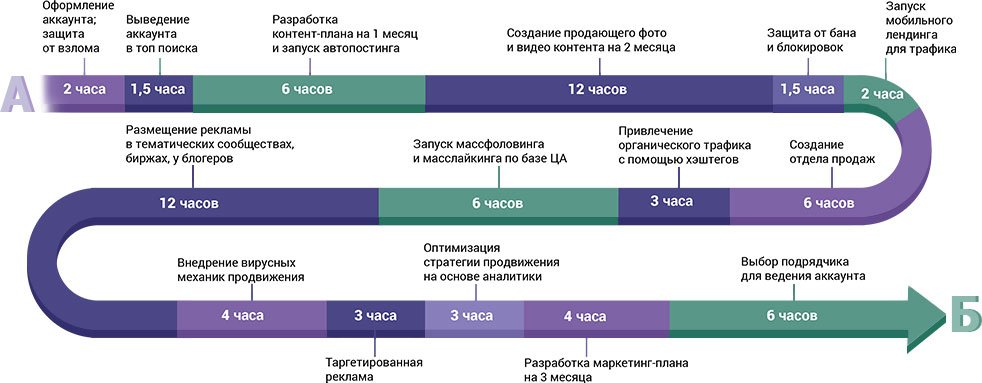 Оформление
аккаунта;
защита
от взлома
Выведение
аккаунта
в топ поиска
Разработка
контент-плана на 1 месяц
и запуск автопостинга
Создание продающего фото
и видео контента на 2 месяца
Защита от бана
и блокировок
Запуск
мобильного
лендинга
для трафика
А
2 часа
1,5 часа
6 часов
12 часов
1,5 часа
2 часа
Размещение рекламы
в тематических сообществах,
биржах, у блогеров
Запуск массфоловинга
и масслайкинга по базе ЦА
Привлечение
органического трафика
с помощью хэштегов
Создание
отдела продаж
12 часов
6 часов
3 часа
6 часов
Внедрение вирусных
механик продвижения
Оптимизация
стратегии продвижения
на основе аналитики
Выбор подрядчика
для ведения аккаунта
4 часа
3 часа
3 часа
4 часа
6 часов
Б
Таргетированная
реклама
Разработка маркетинг-плана
на 3 месяца